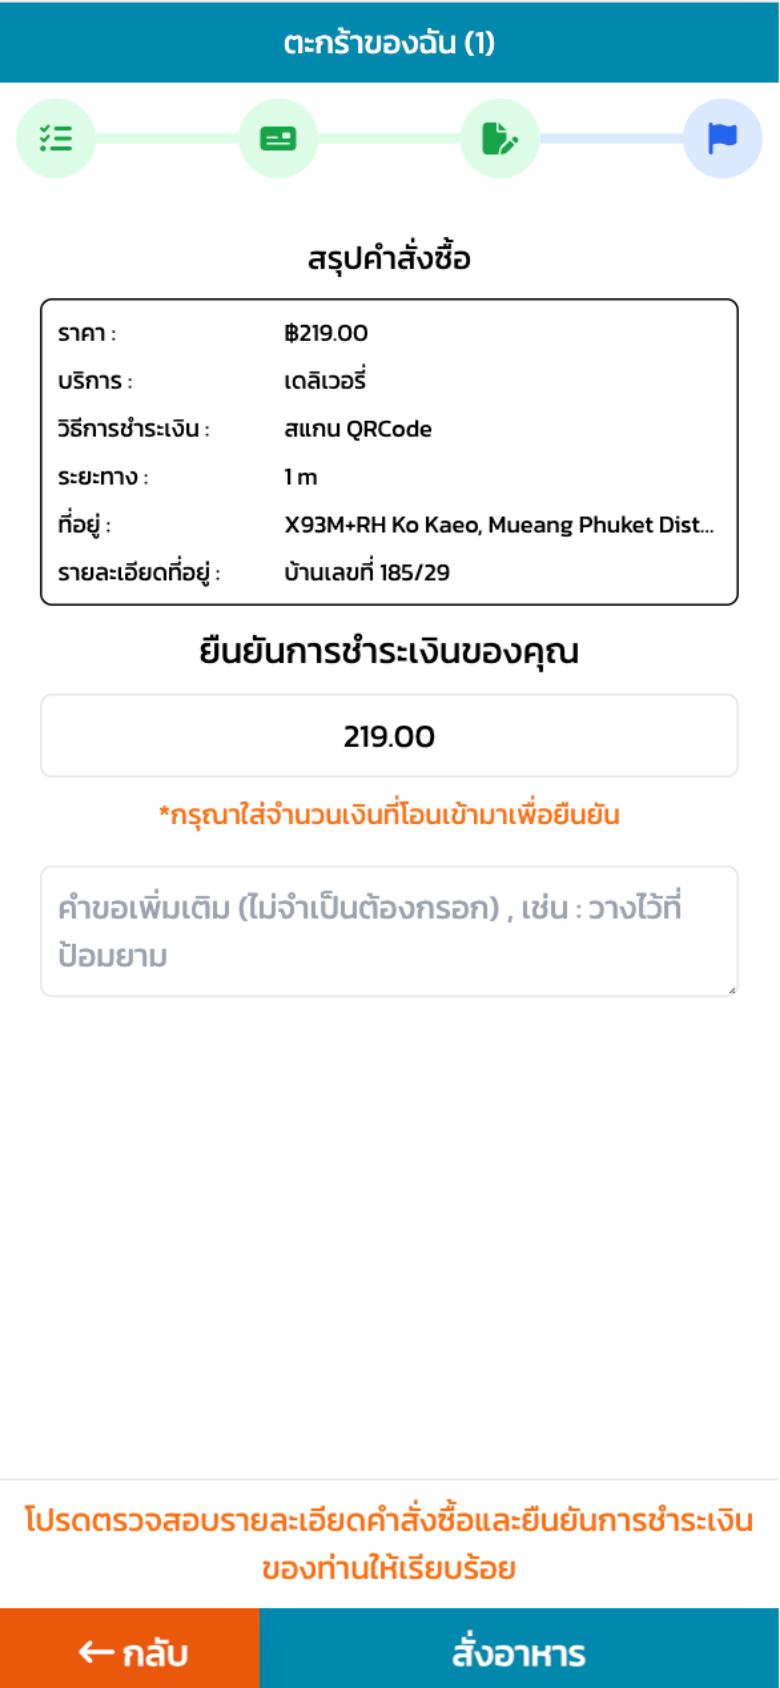 ตะกร้าของฉัน (1)
สรุปคำสั่งซื้อ
ราคา : ฿219.00
บริการ : เดลิเวอรี่
วิธีการชำระเงิน : สแกน QRCode
ระยะทาง : 1 m
ที่อยู่ : X93M+RH Ko Kaeo, Mueang Phuket Dist...
รายละเอียดที่อยู่ : บ้านเลขที่ 185/29
ยืนยันการชำระเงินของคุณ
219.00
*กรุณาใส่จำนวนเงินที่โอนเข้ามาเพื่อยืนยัน
คำขอเพิ่มเติม (ไม่จำเป็นต้องกรอก) , เช่น : วางไว้ที่
ป้อมยาม
โปรดตรวจสอบรายละเอียดคำสั่งซื้อและยืนยันการชำระเงิน
ของท่านให้เรียบร้อย
← กลับ สั่งอาหาร